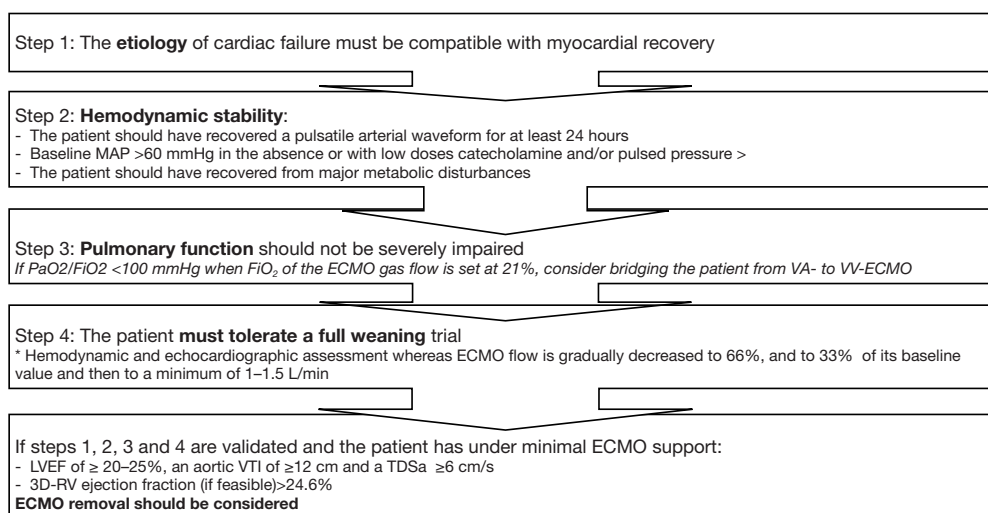 Step 1: The etiology of cardiac failure must be compatible with myocardial recovery
Step 2: Hemodynamic stability:
- The patient should have recovered a pulsatile arterial waveform for at least 24 hours
- Baseline MAP >60 mmHg in the absence or with low doses catecholamine and/or pulsed pressure >
- The patient should have recovered from major metabolic disturbances
Step 3: Pulmonary function should not be severely impaired
If PaO2/FiO2 <100 mmHg when FiO₂ of the ECMO gas flow is set at 21%, consider bridging the patient from VA- to VV-ECMO
Step 4: The patient must tolerate a full weaning trial
* Hemodynamic and echocardiographic assessment whereas ECMO flow is gradually decreased to 66%, and to 33% of its baseline
value and then to a minimum of 1–1.5 L/min
If steps 1, 2, 3 and 4 are validated and the patient has under minimal ECMO support:
- LVEF of ≥ 20–25%, an aortic VTI of ≥12 cm and a TDSa ≥6 cm/s
- 3D-RV ejection fraction (if feasible)>24.6%
ECMO removal should be considered